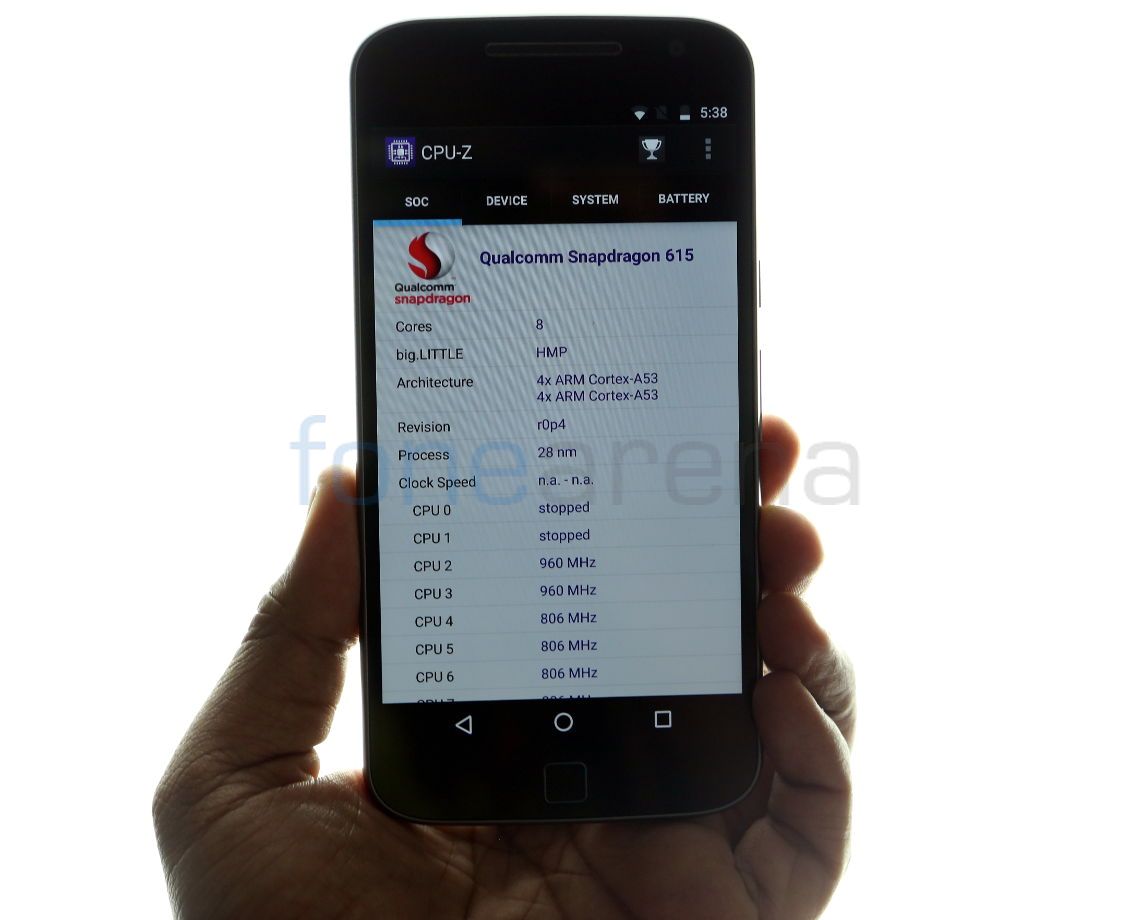 5:38
CPU-Z
SOC DEVICE SYSTEM BATTERY
Qualcomm Snapdragon 615
Qualcomm
snapdragon
Cores 8
big.LITTLE HMP
Architecture 4x ARM Cortex-A53
4x ARM Cortex-A53
Revision r0p4
Process 28 nm
Clock Speed n.a. - n.a.
CPU 0 stopped
CPU 1 stopped
CPU 2 960 MHz
CPU 3 960 MHz
CPU 4 806 MHz
CPU 5 806 MHz
CPU 6 806 MHz
fonearena